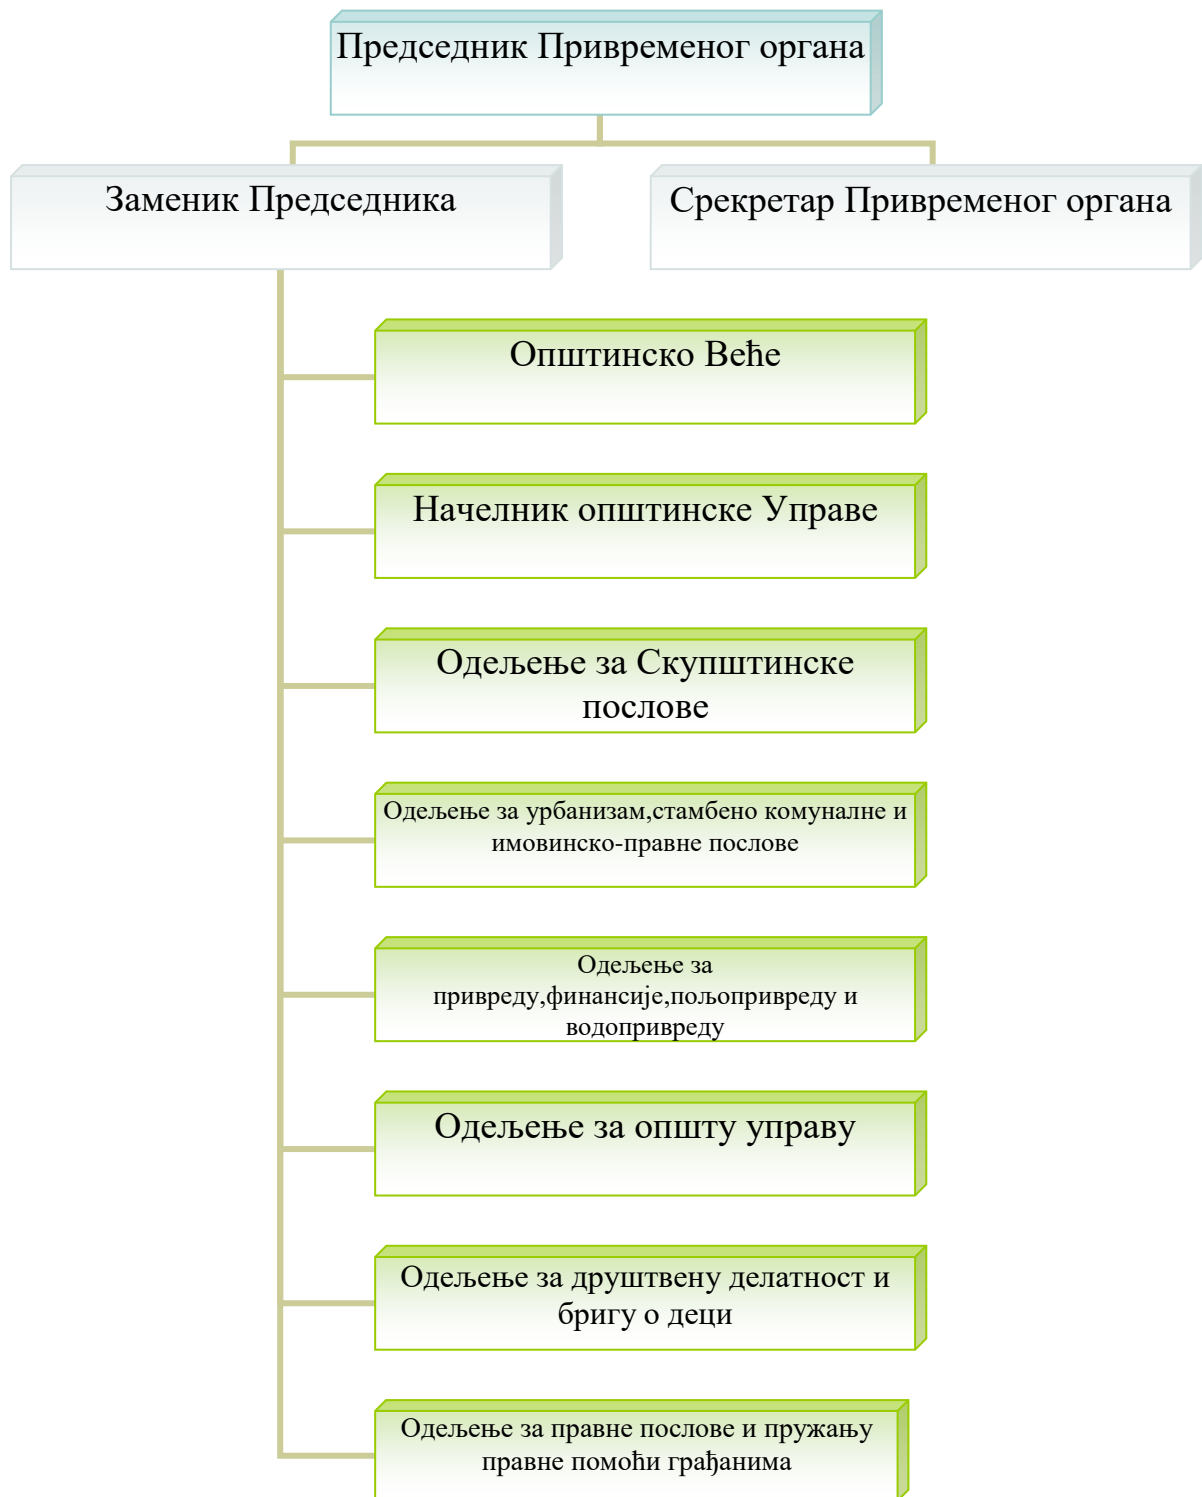 Председник Привременог органа
Заменик Председника
Срекретар Привременог органа
Општинско Веће
Начелник општинске Управе
Одељење за Скупштинске
послове
Одељење за урбанизам,стамбено комуналне и
имовинско-правне послове
Одељење за
привреду,финансије,пољопривреду и
водопривреду
Одељење за општу управу
Одељење за друштвену делатност и
бригу о деци
Одељење за правне послове и пружању
правне помоћи грађанима